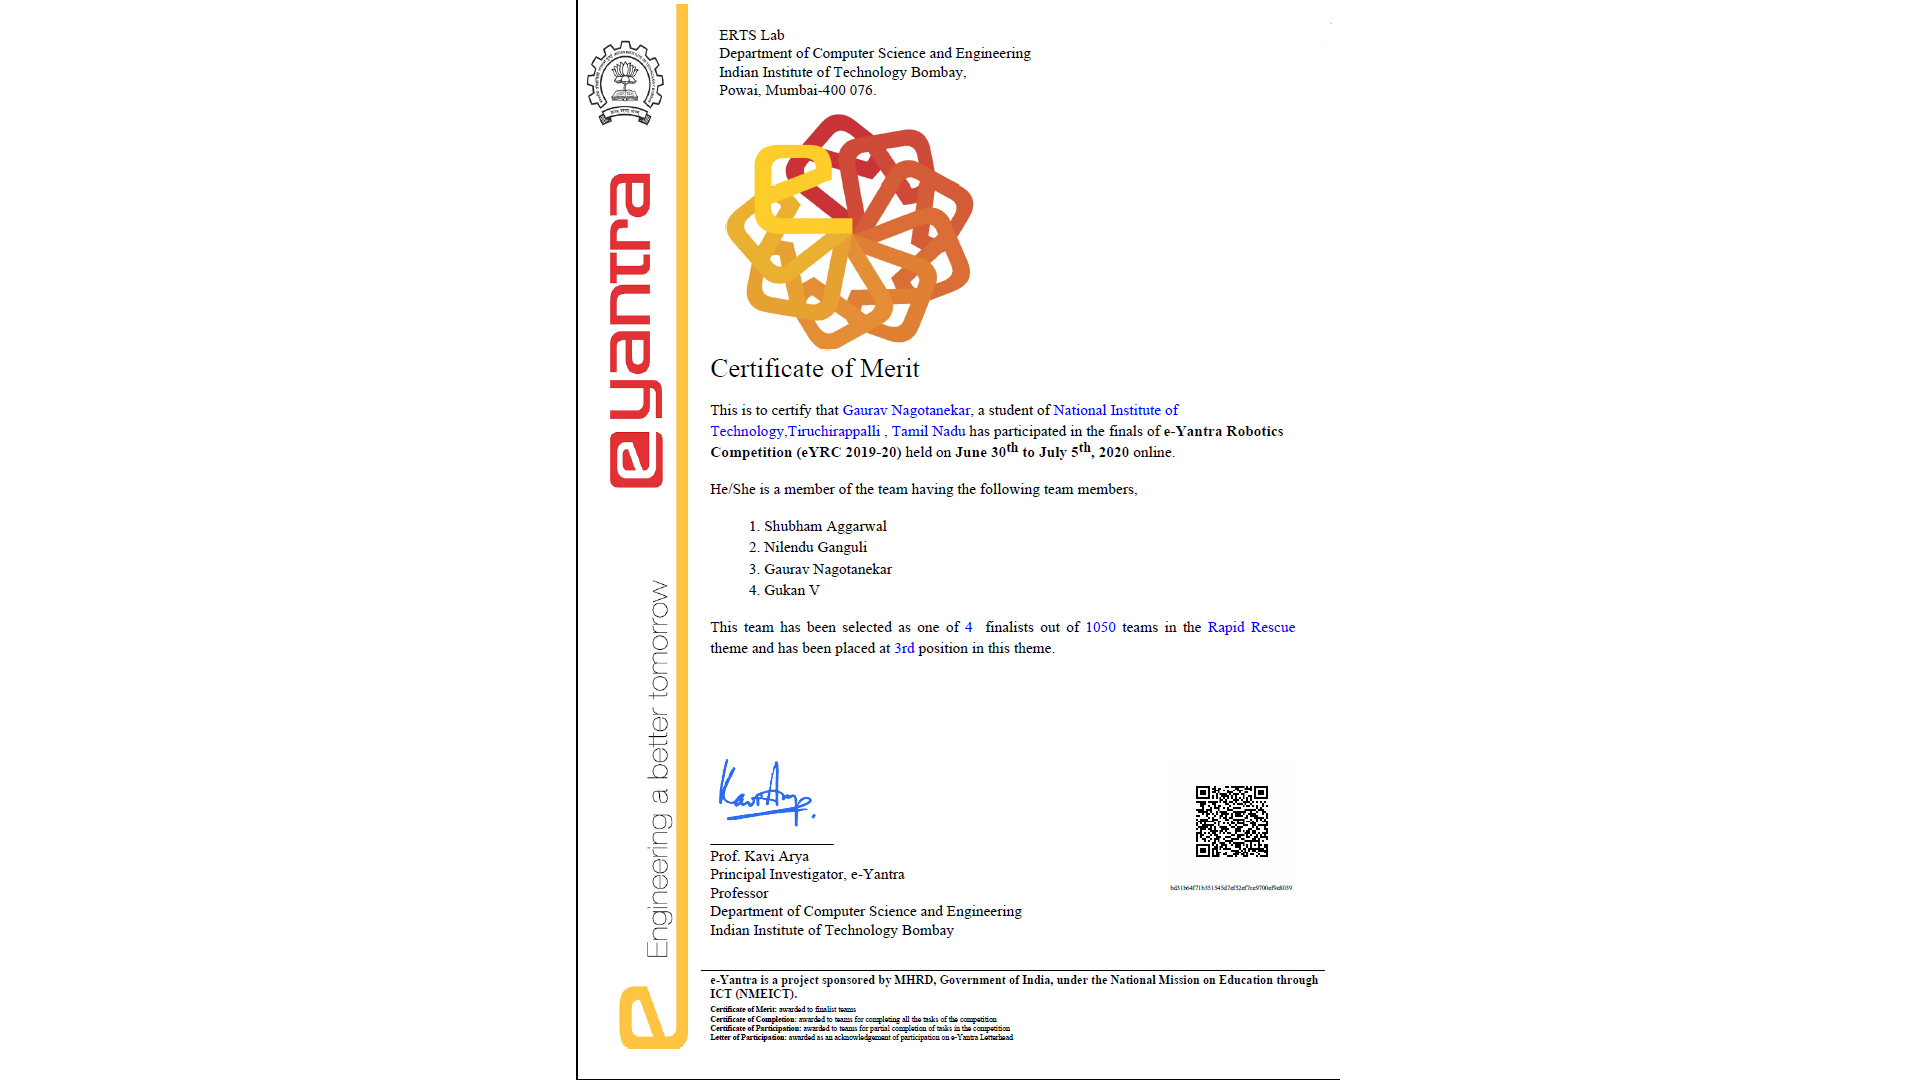 ERTS Lab
Department of Computer Science and Engineering
Indian Institute of Technology Bombay,
Powai, Mumbai-400 076.
eyantra
Engineering a better tomorrow
Certificate of Merit
This is to certify that Gaurav Nagotanekar, a student of National Institute of
Technology,Tiruchirappalli , Tamil Nadu has participated in the finals of e-Yantra Robotics
Competition (eYRC 2019-20) held on June 30th to July 5th, 2020 online.
He/She is a member of the team having the following team members,
1. Shubham Aggarwal
2. Nilendu Ganguli
3. Gaurav Nagotanekar
4. Gukan V
This team has been selected as one of 4 finalists out of 1050 teams in the Rapid Rescue
theme and has been placed at 3rd position in this theme.
Kavi Arya
Prof. Kavi Arya
Principal Investigator, e-Yantra
Professor
Department of Computer Science and Engineering
Indian Institute of Technology Bombay
e-Yantra is a project sponsored by MHRD, Government of India, under the National Mission on Education through
ICT (NMEICT).
Certificate of Merit: awarded to finalist teams
Certificate of Completion: awarded to teams for completing all the tasks of the competition
Certificate of Participation: awarded to teams for partial completion of tasks in the competition
Letter of Participation: awarded as an acknowledgement of participation on e-Yantra Letterhead